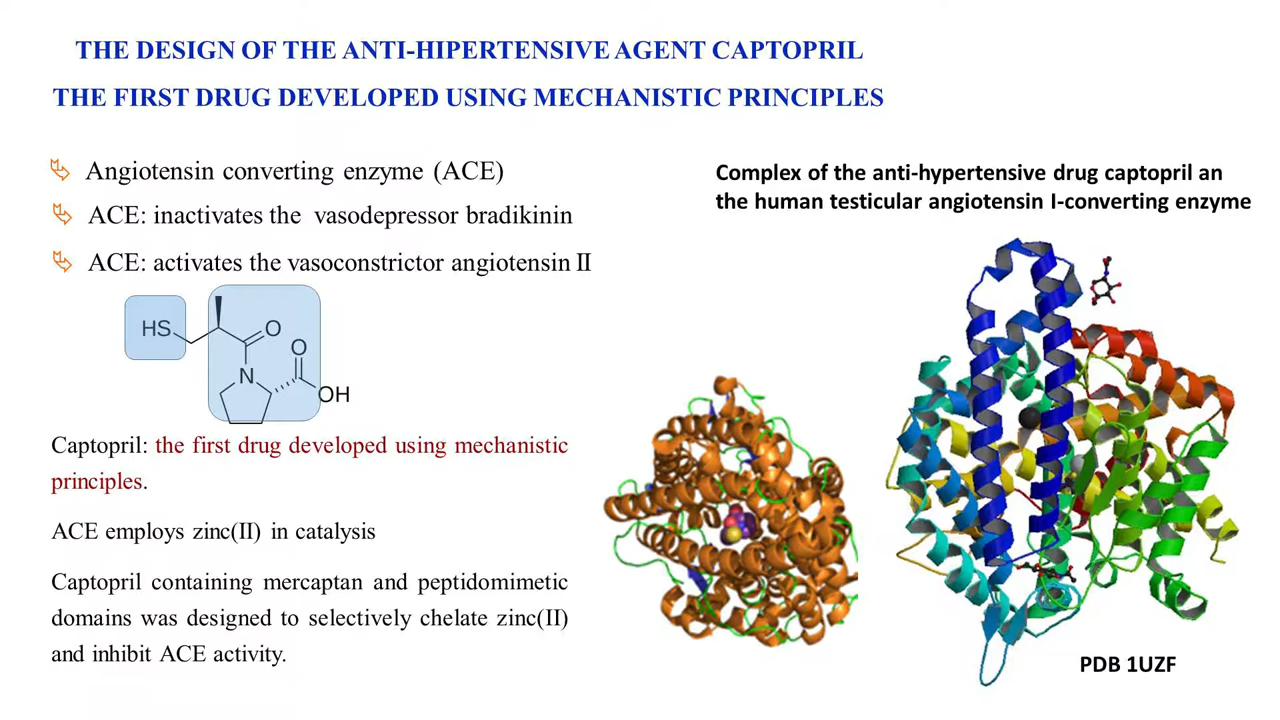 THE DESIGN OF THE ANTI-HIPERTENSIVE AGENT CAPTOPRIL
THE FIRST DRUG DEVELOPED USING MECHANISTIC PRINCIPLES
Angiotensin converting enzyme (ACE)
ACE: inactivates the vasodepressor bradikinin
ACE: activates the vasoconstrictor angiotensin II
HS
O
O
N
OH
Captopril: the first drug developed using mechanistic
principles.
ACE employs zinc(II) in catalysis
Captopril containing mercaptan and peptidomimetic
domains was designed to selectively chelate zinc(II)
and inhibit ACE activity.
Complex of the anti-hypertensive drug captopril an
the human testicular angiotensin I-converting enzyme
PDB 1UZF